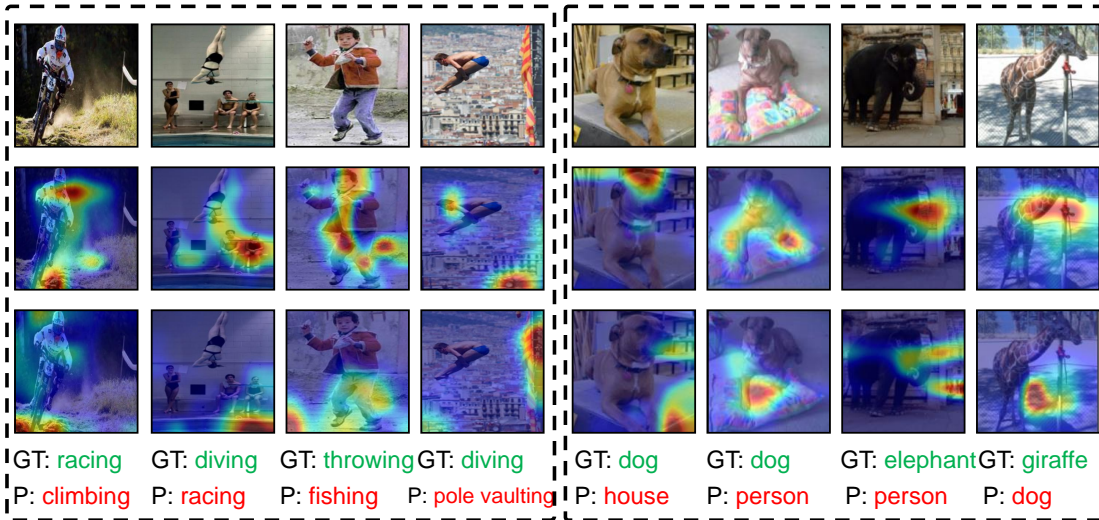 GT: racing GT: diving GT: throwing GT: diving GT: dog GT: dog GT: elephant GT: giraffe
P: climbing P: racing P: fishing P: pole vaulting P: house P: person P: person P: dog